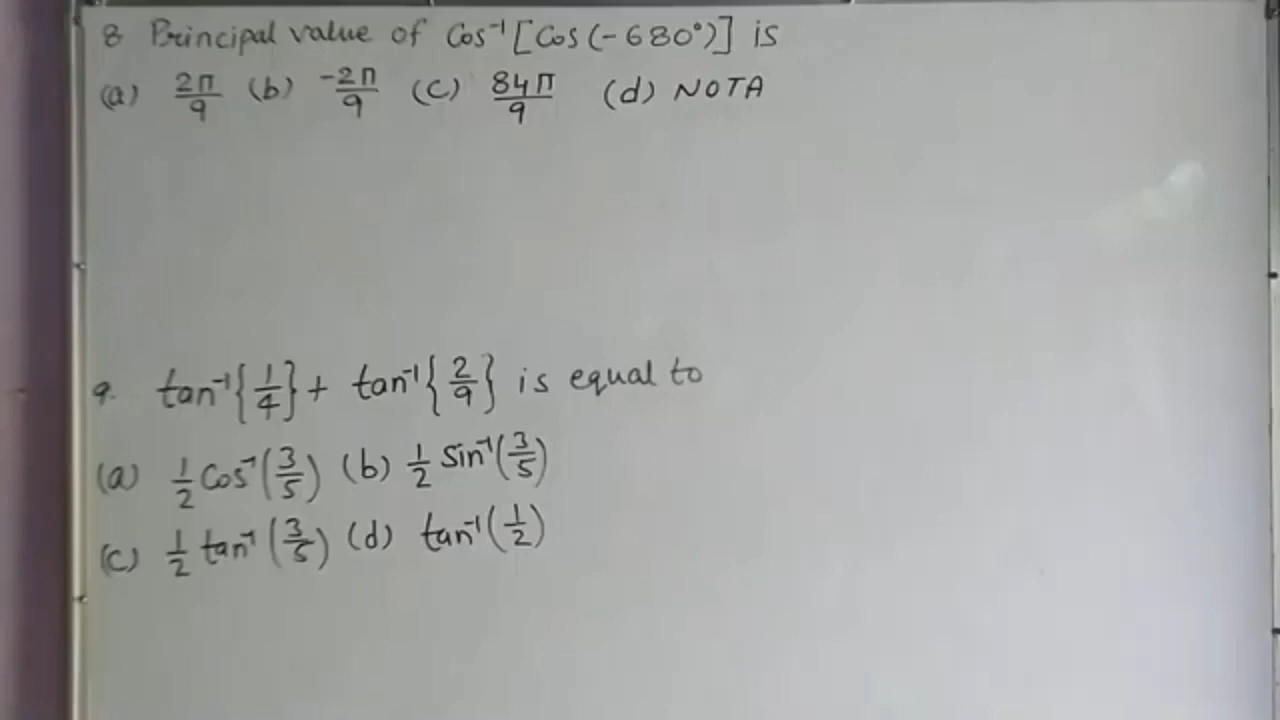 8 Principal value of Cos⁻¹[Cos(-680°)] is
(a) 2π/9 (b) -2π/9 (c) 84π/9 (d) NOTA
9. tan⁻¹{1/4} + tan⁻¹{2/9} is equal to
(a) 1/2 Cos⁻¹(3/5) (b) 1/2 Sin⁻¹(3/5)
(c) 1/2 tan⁻¹(3/5) (d) tan⁻¹(1/2)